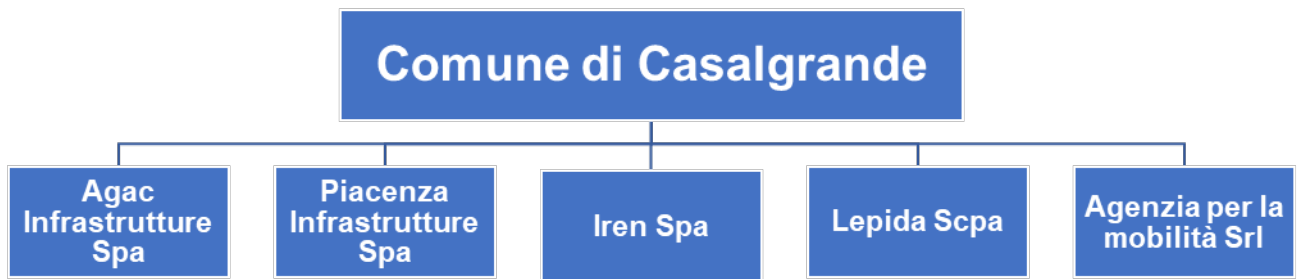 Comune di Casalgrande
Agac
Infrastrutture
Spa
Piacenza
Infrastrutture
Spa
Iren Spa
Lepida Scpa
Agenzia per la
mobilità Srl